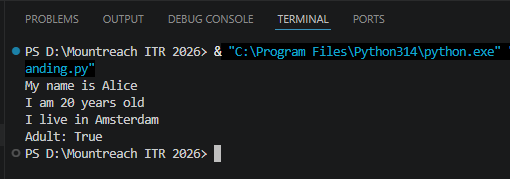 PROBLEMS OUTPUT DEBUG CONSOLE TERMINAL PORTS
PS D:\Mountreach ITR 2026> & "C:\Program Files\Python314\python.exe" "
anding.py"
My name is Alice
I am 20 years old
I live in Amsterdam
Adult: True
PS D:\Mountreach ITR 2026>